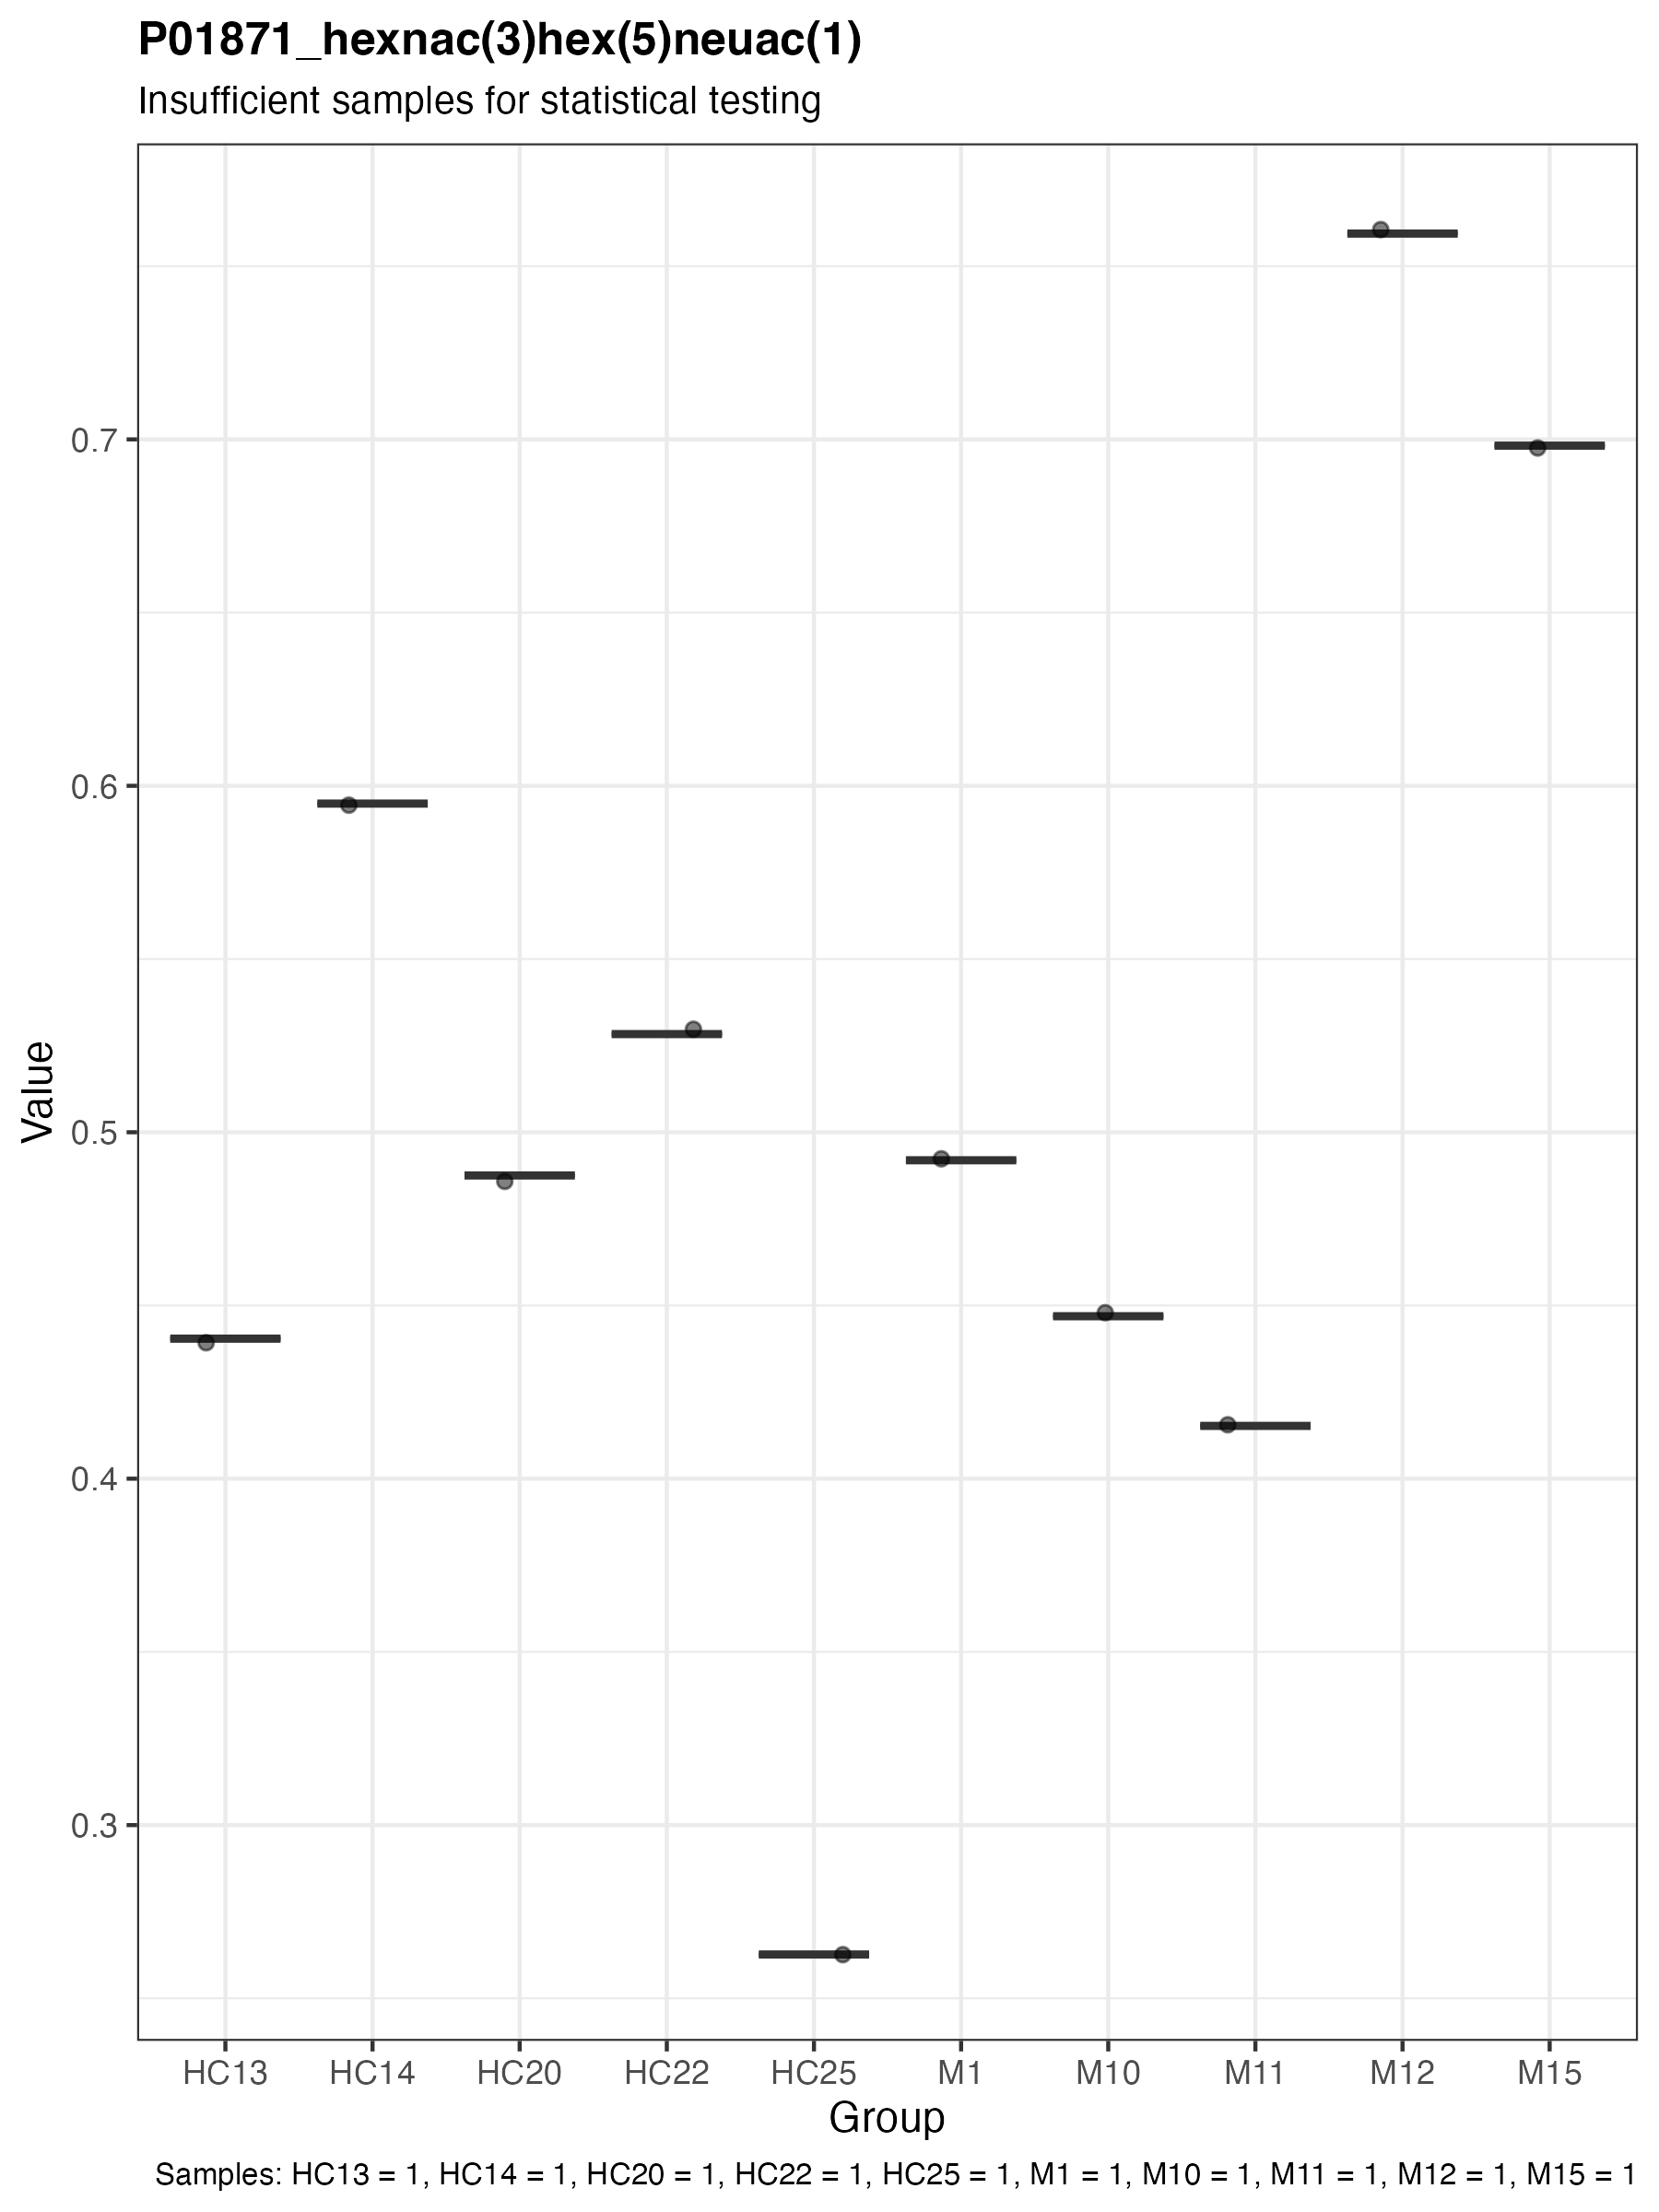 P01871_hexnac(3)hex(5)neuac(1)
Insufficient samples for statistical testing
Value
0.7
0.6
0.5
0.4
0.3
HC13 HC14 HC20 HC22 HC25 M1 M10 M11 M12 M15
Group
Samples: HC13 = 1, HC14 = 1, HC20 = 1, HC22 = 1, HC25 = 1, M1 = 1, M10 = 1, M11 = 1, M12 = 1, M15 = 1